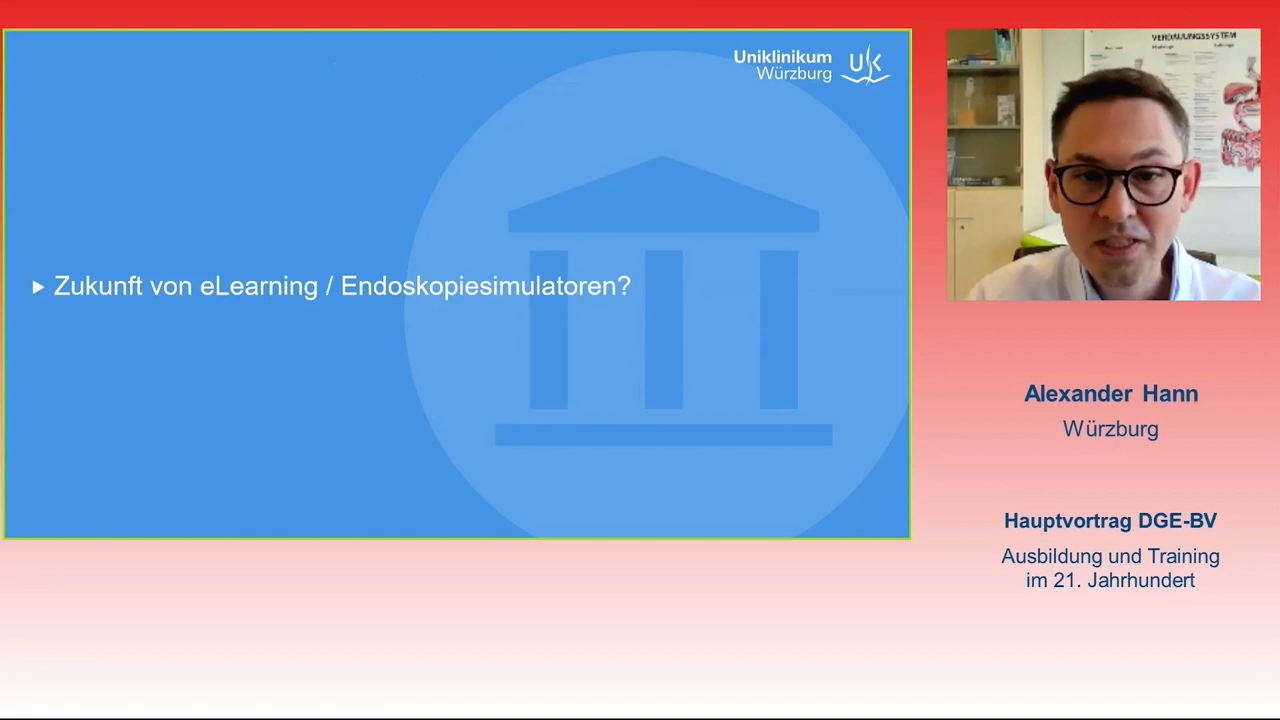 Uniklinikum
Würzburg
UK
▸ Zukunft von eLearning / Endoskopiesimulatoren?
VERDAUUNGSSYSTEM
Alexander Hann
Würzburg
Hauptvortrag DGE-BV
Ausbildung und Training
im 21. Jahrhundert